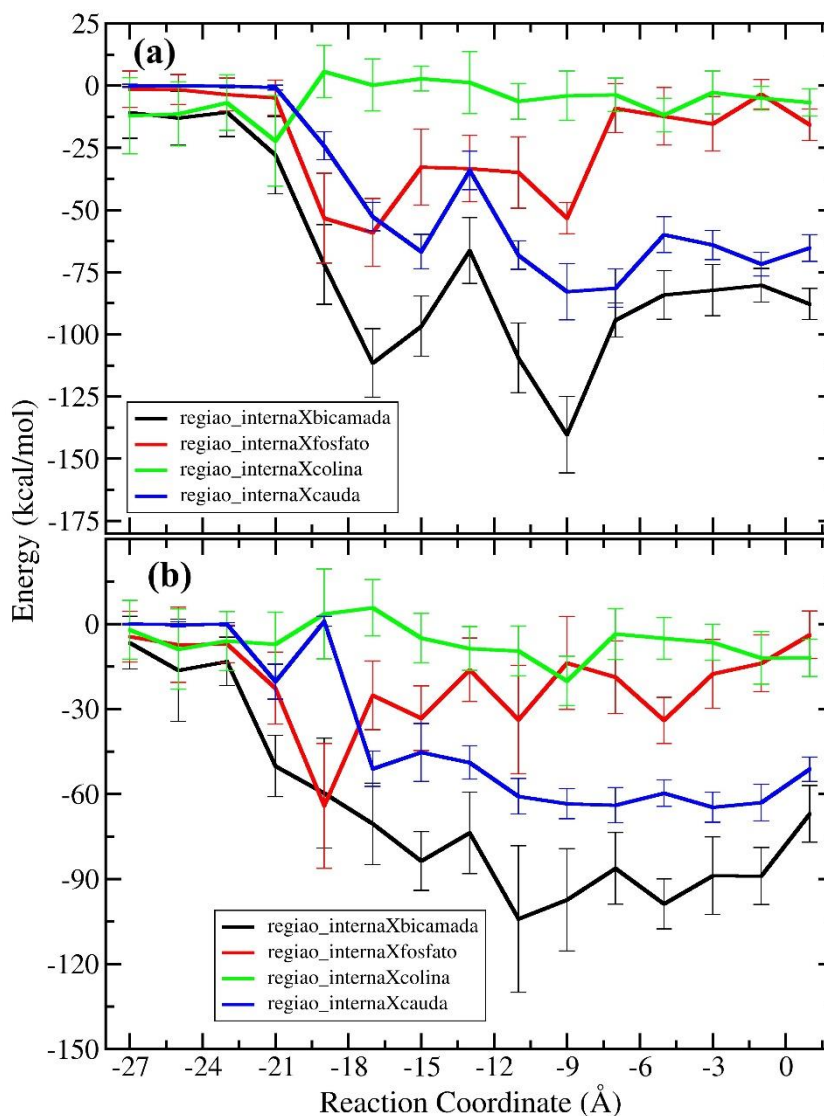 (a)
25
0
-25
-50
-75
-100
-125
-150
-175
regiao_internaXbicamada
regiao_internaXfosfato
regiao_internaXcolina
regiao_internaXcauda
Energy (kcal/mol)
(b)
0
-30
-60
-90
-120
-150
regiao_internaXbicamada
regiao_internaXfosfato
regiao_internaXcolina
regiao_internaXcauda
-27 -24 -21 -18 -15 -12 -9 -6 -3 0
Reaction Coordinate (Å)